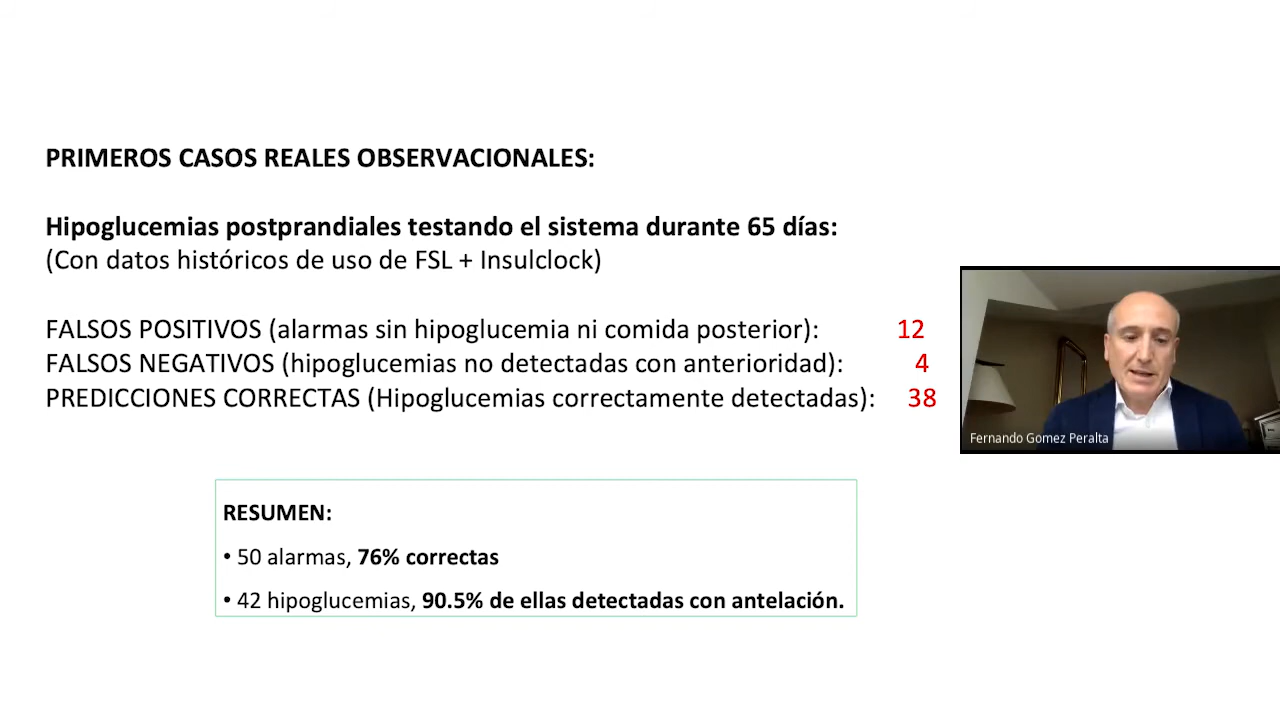 PRIMEROS CASOS REALES OBSERVACIONALES:
Hipoglucemias postprandiales testando el sistema durante 65 días:
(Con datos históricos de uso de FSL + Insulclock)
FALSOS POSITIVOS (alarmas sin hipoglucemia ni comida posterior): 12
FALSOS NEGATIVOS (hipoglucemias no detectadas con anterioridad): 4
PREDICCIONES CORRECTAS (Hipoglucemias correctamente detectadas): 38
Fernando Gomez Peralta
RESUMEN:
• 50 alarmas, 76% correctas
• 42 hipoglucemias, 90.5% de ellas detectadas con antelación.